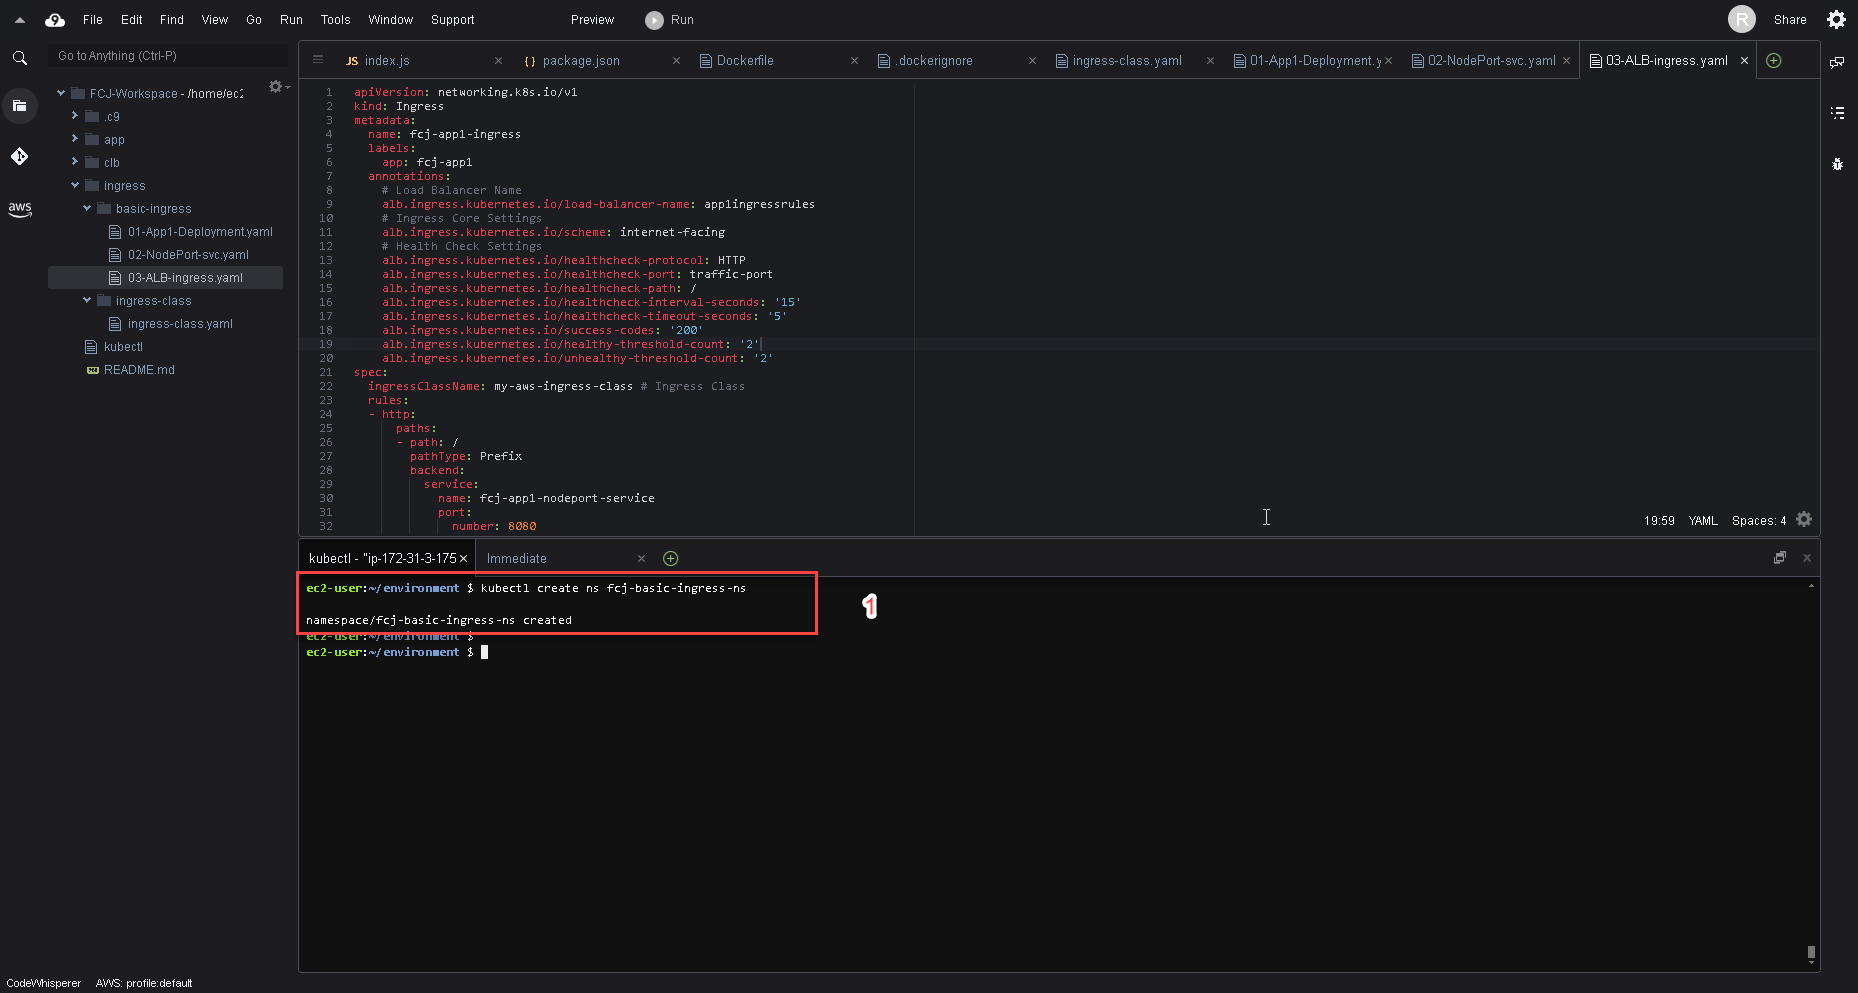 File Edit Find View Go Run Tools Window Support Preview Run R Share
Go to Anything (Ctrl-P)
JS index.js × { } package.json × Dockerfile × .dockerignore × ingress-class.yaml × 01-App1-Deployment.y × 02-NodePort-svc.yaml × 03-ALB-ingress.yaml ×
FCJ-Workspace - /home/ec2
.c9
app
clb
ingress
basic-ingress
01-App1-Deployment.yaml
02-NodePort-svc.yaml
03-ALB-ingress.yaml
ingress-class
ingress-class.yaml
kubectl
README.md
aws
1 apiVersion: networking.k8s.io/v1
2 kind: Ingress
3 metadata:
4 name: fcj-app1-ingress
5 labels:
6 app: fcj-app1
7 annotations:
8 # Load Balancer Name
9 alb.ingress.kubernetes.io/load-balancer-name: applingressrules
10 # Ingress Core Settings
11 alb.ingress.kubernetes.io/scheme: internet-facing
12 # Health Check Settings
13 alb.ingress.kubernetes.io/healthcheck-protocol: HTTP
14 alb.ingress.kubernetes.io/healthcheck-port: traffic-port
15 alb.ingress.kubernetes.io/healthcheck-path: /
16 alb.ingress.kubernetes.io/healthcheck-interval-seconds: '15'
17 alb.ingress.kubernetes.io/healthcheck-timeout-seconds: '5'
18 alb.ingress.kubernetes.io/success-codes: '200'
19 alb.ingress.kubernetes.io/healthy-threshold-count: '2'
20 alb.ingress.kubernetes.io/unhealthy-threshold-count: '2'
21 spec:
22 ingressClassName: my-aws-ingress-class # Ingress Class
23 rules:
24 - http:
25 paths:
26 - path: /
27 pathType: Prefix
28 backend:
29 service:
30 name: fcj-app1-nodeport-service
31 port:
32 number: 8080
19:59 YAML Spaces: 4
kubectl - "ip-172-31-3-175 × Immediate ×
ec2-user:~/environment $ kubectl create ns fcj-basic-ingress-ns
1
namespace/fcj-basic-ingress-ns created
ec2-user:~/environment $
ec2-user:~/environment $
CodeWhisperer AWS: profile:default